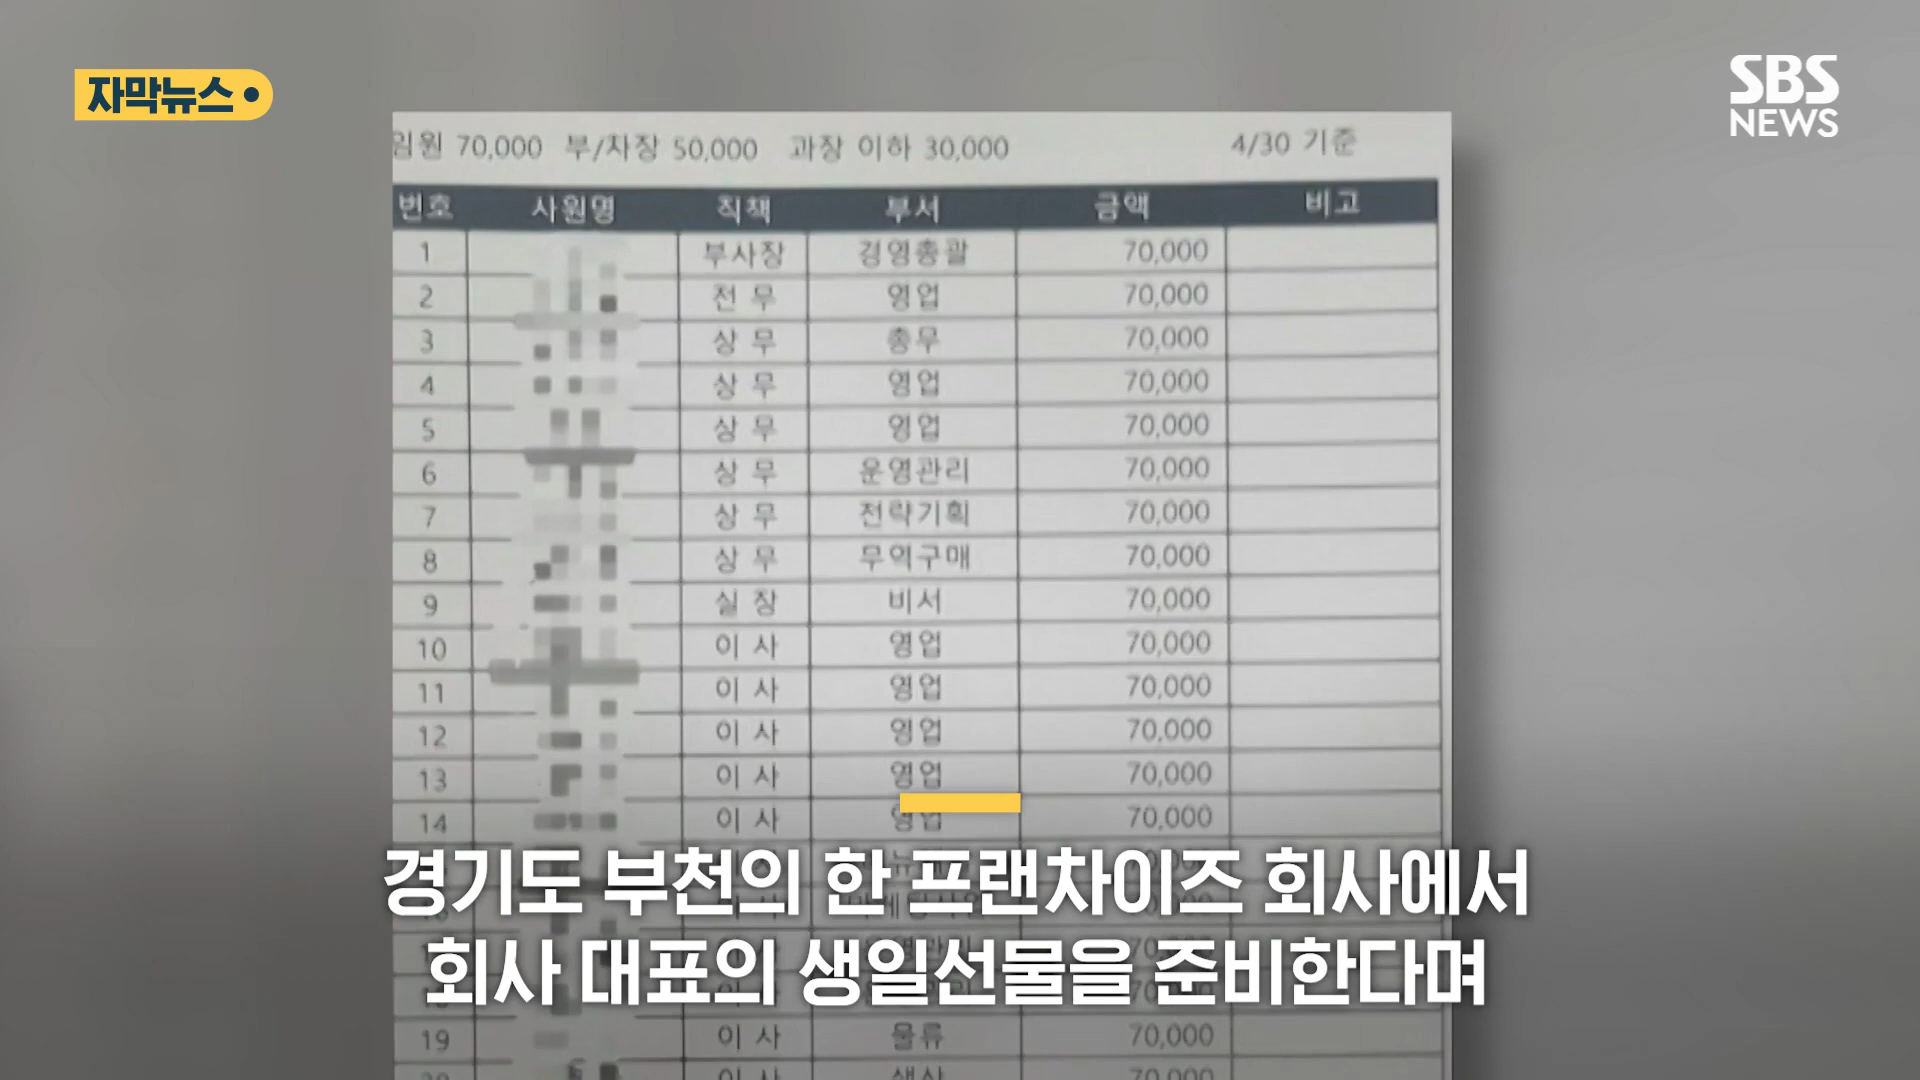 자막뉴스
SBS
NEWS
임원 70,000 부/차장 50,000 과장 이하 30,000 4/30 기준
번호 사원명 직책 부서 금액 비고
1 부사장 경영총괄 70,000
2 전 무 영업 70,000
3 상 무 총무 70,000
4 상 무 영업 70,000
5 상 무 영업 70,000
6 상 무 운영관리 70,000
7 상 무 전략기획 70,000
8 상 무 무역구매 70,000
9 실 장 비서 70,000
10 이 사 영업 70,000
11 이 사 영업 70,000
12 이 사 영업 70,000
13 이 사 영업 70,000
14 이 사 영업 70,000
경기도 부천의 한 프랜차이즈 회사에서
회사 대표의 생일선물을 준비한다며
19 이 사 물류 70,000